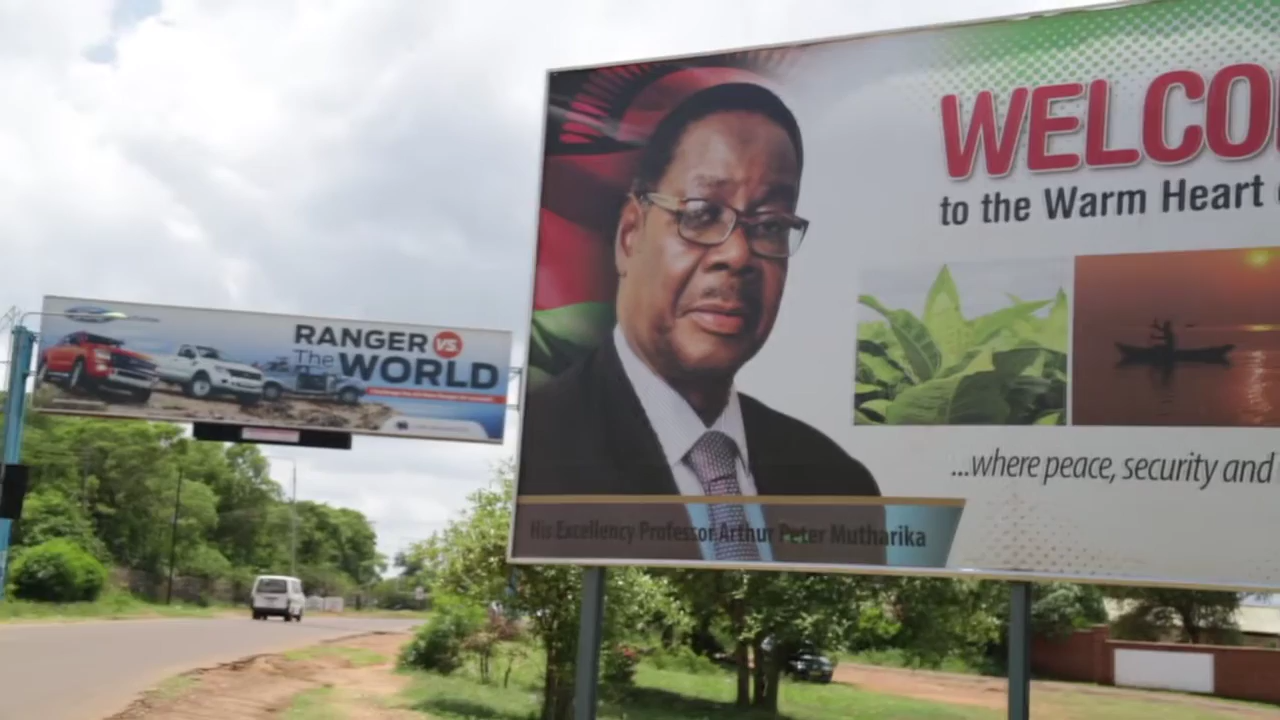 RANGER VS.
The WORLD
WELCO
to the Warm Heart
...where peace, security and
His Excellency Professor Arthur Peter Mutharika